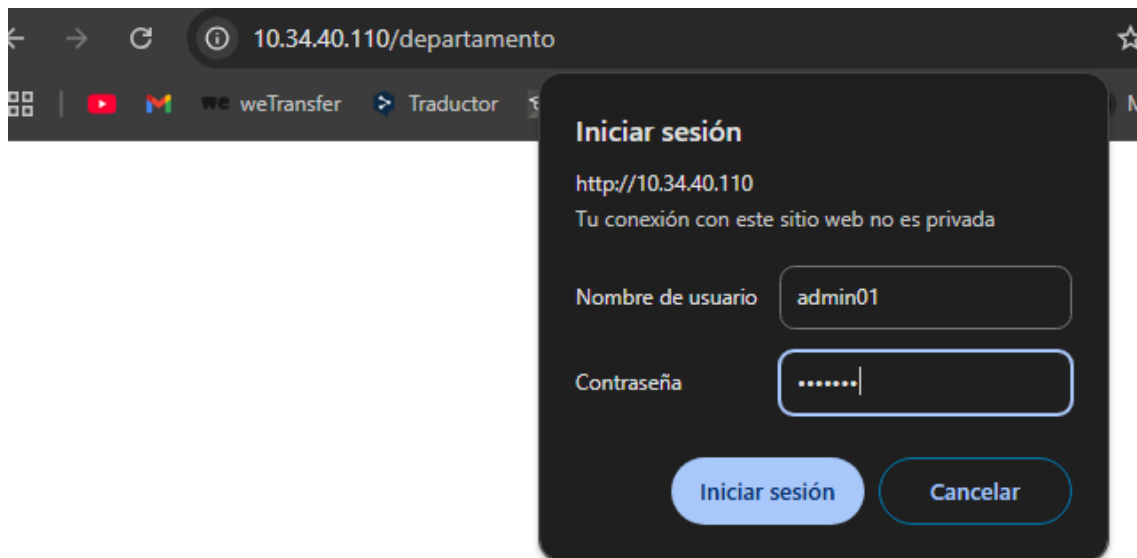 10.34.40.110/departamento
we weTransfer Traductor
Iniciar sesión
http://10.34.40.110
Tu conexión con este sitio web no es privada
Nombre de usuario admin01
Contraseña •••••••
Iniciar sesión Cancelar